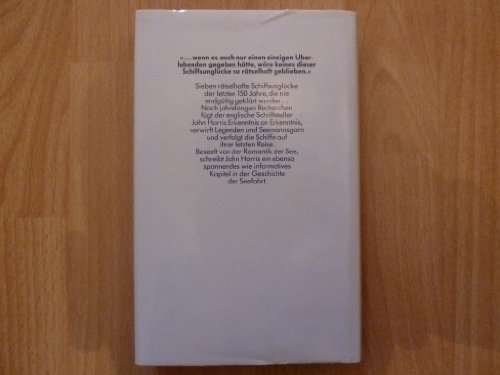 »... wenn es auch nur einen einzigen Über-
lebenden gegeben hätte, wäre keines dieser
Schiffsunglücke so rätselhaft geblieben.«
Sieben rätselhafte Schiffsunglücke
der letzten 150 Jahre, die nie
endgültig geklärt wurden ...
Nach jahrelangen Recherchen
fügt der englische Schriftsteller
John Harris Erkenntnis an Erkenntnis,
verwirft Legenden und Seemannsgarn
und verfolgt die Schiffe auf
ihrer letzten Reise.
Beseelt von der Romantik der See,
schreibt John Harris ein ebenso
spannendes wie informatives
Kapitel in der Geschichte
der Seefahrt.